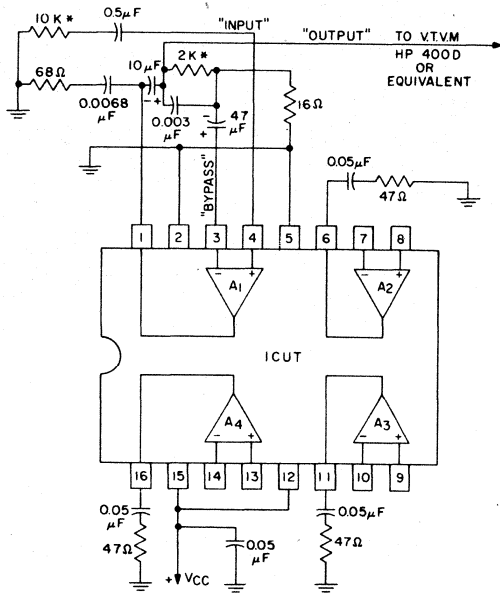 10K* 0.5μF "INPUT"
"OUTPUT" TO V.T.V.M
HP 400D
OR
EQUIVALENT
68Ω 10μF 2K*
- +
0.0068
μF
0.003
μF
-
+
47
μF
16Ω
"BYPASS"
0.05μF
47Ω
1 2 3 4 5 6 7 8
- + - +
A1 A2
ICUT
A4 A3
- + - +
16 15 14 13 12 11 10 9
0.05
μF
47Ω
0.05
μF
0.05μF
47Ω
+ VCC